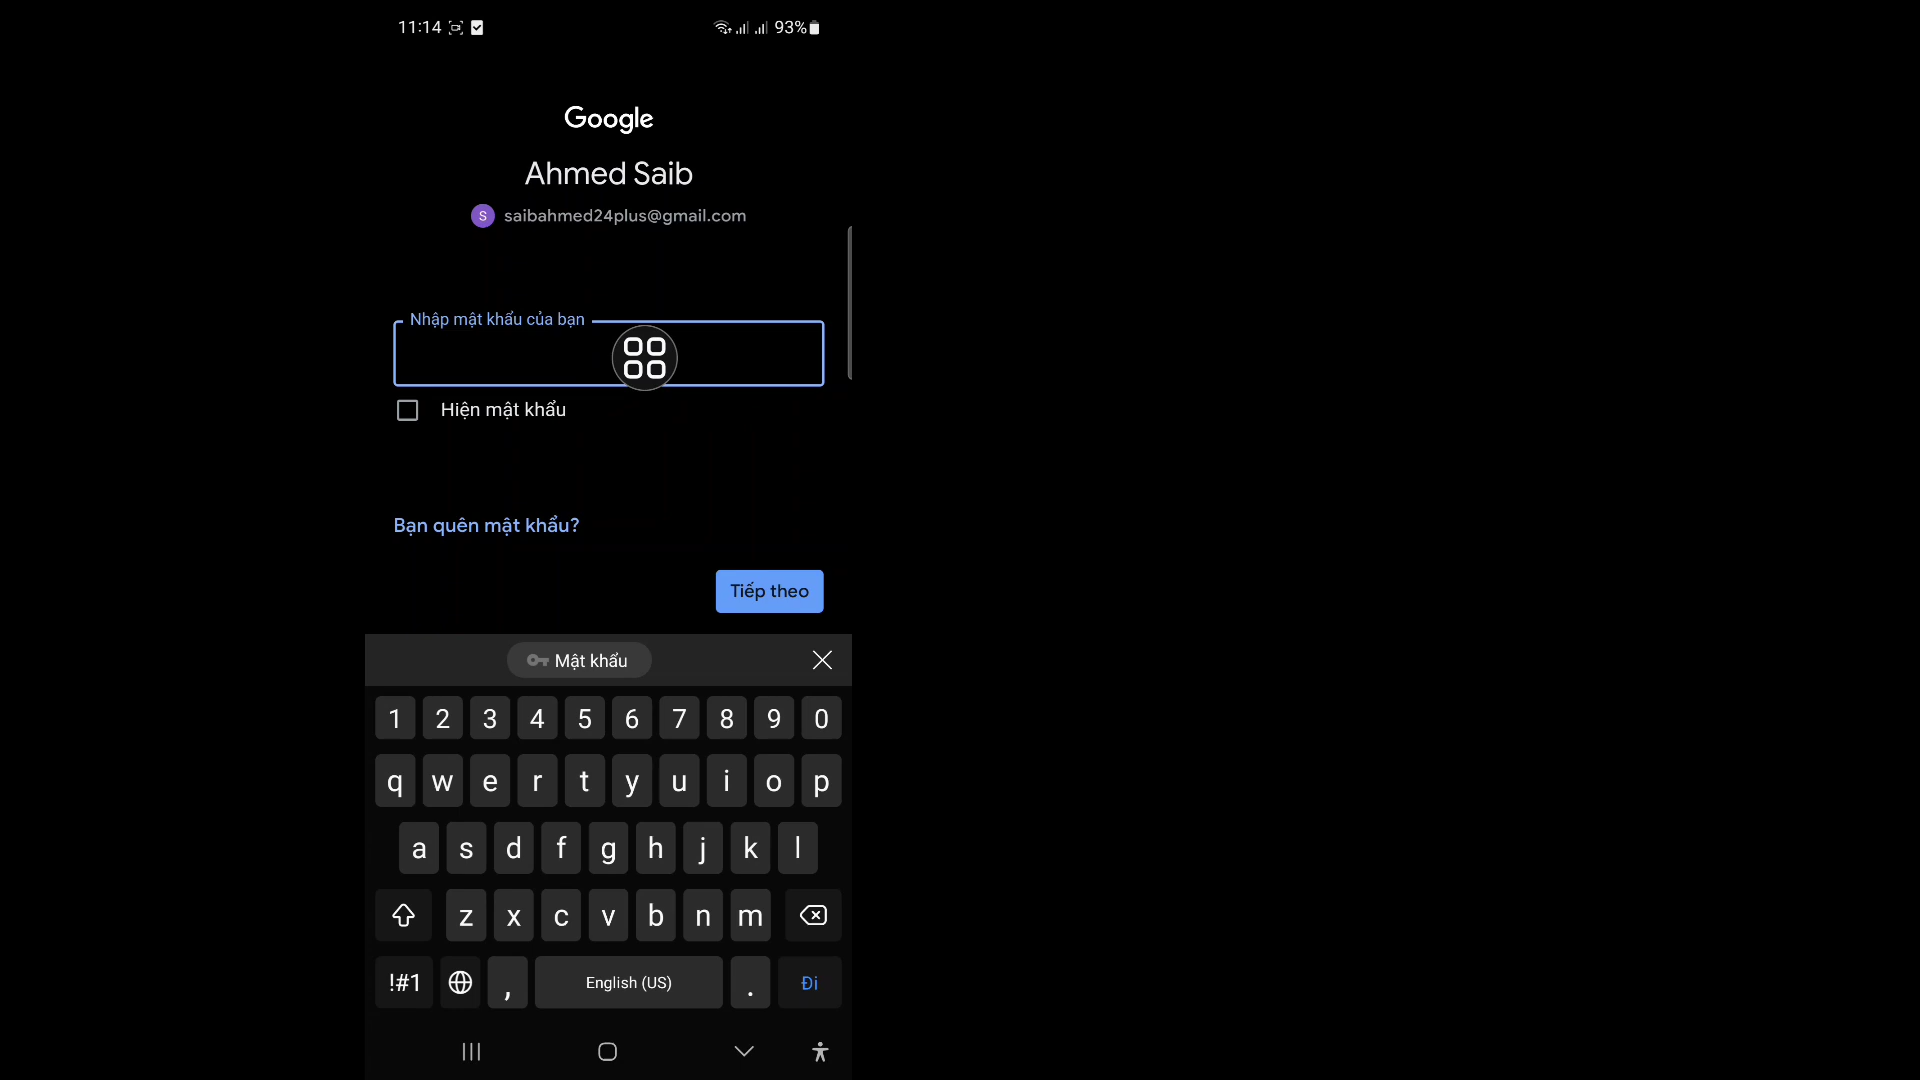 11:14 93%
Google
Ahmed Saib
S saibahmed24plus@gmail.com
Nhập mật khẩu của bạn
Hiện mật khẩu
Bạn quên mật khẩu?
Tiếp theo
Mật khẩu
1 2 3 4 5 6 7 8 9 0
q w e r t y u i o p
a s d f g h j k l
z x c v b n m
!#1 , English (US) . Đi